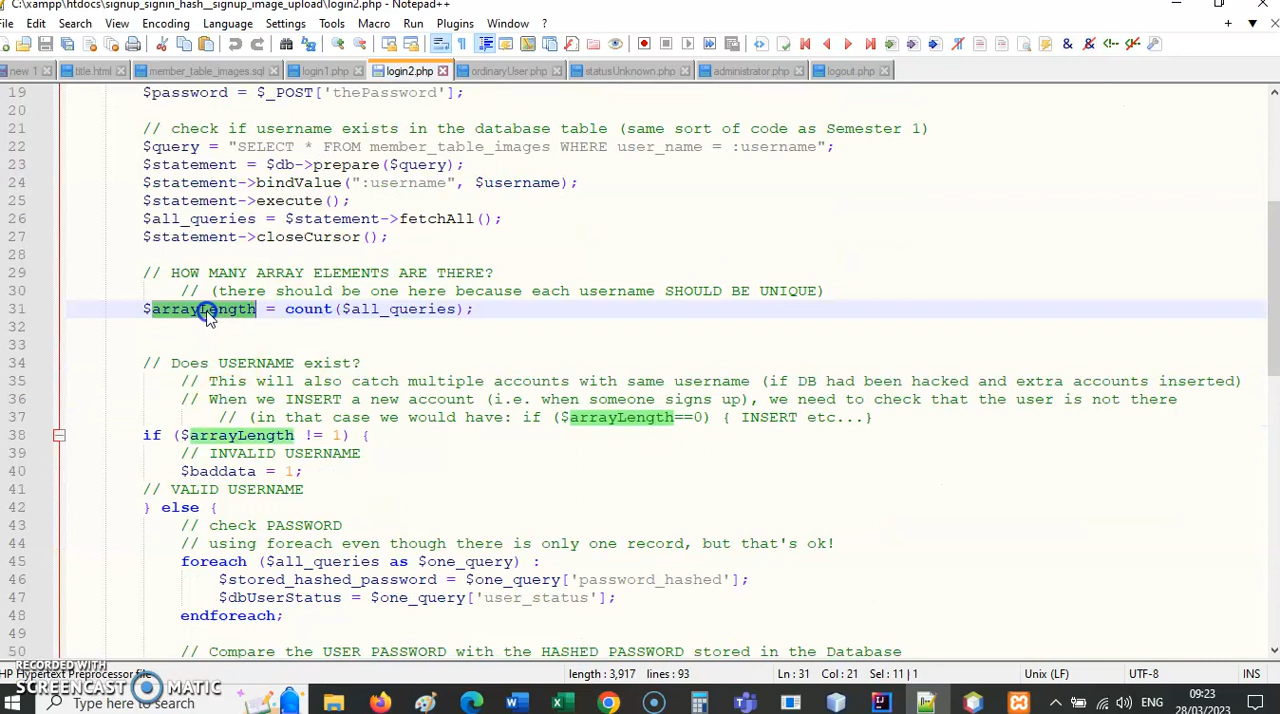 C:\xampp\htdocs\signup_signin_hash__signup_image_upload\login2.php - Notepad++
File Edit Search View Encoding Language Settings Tools Macro Run Plugins Window ?
new 1 title.html member_table_images.sql login1.php login2.php ordinaryUser.php statusUnknown.php administrator.php logout.php
19 $password = $_POST['thePassword'];
20
21 // check if username exists in the database table (same sort of code as Semester 1)
22 $query = "SELECT * FROM member_table_images WHERE user_name = :username";
23 $statement = $db->prepare($query);
24 $statement->bindValue(":username", $username);
25 $statement->execute();
26 $all_queries = $statement->fetchAll();
27 $statement->closeCursor();
28
29 // HOW MANY ARRAY ELEMENTS ARE THERE?
30 // (there should be one here because each username SHOULD BE UNIQUE)
31 $arrayLength = count($all_queries);
32
33
34 // Does USERNAME exist?
35 // This will also catch multiple accounts with same username (if DB had been hacked and extra accounts inserted)
36 // When we INSERT a new account (i.e. when someone signs up), we need to check that the user is not there
37 // (in that case we would have: if ($arrayLength==0) { INSERT etc...}
38 if ($arrayLength != 1) {
39 // INVALID USERNAME
40 $baddata = 1;
41 // VALID USERNAME
42 } else {
43 // check PASSWORD
44 // using foreach even though there is only one record, but that's ok!
45 foreach ($all_queries as $one_query) :
46 $stored_hashed_password = $one_query['password_hashed'];
47 $dbUserStatus = $one_query['user_status'];
48 endforeach;
49
50 // Compare the USER PASSWORD with the HASHED PASSWORD stored in the Database
PHP Hypertext Preprocessor file length : 3,917 lines : 93 Ln : 31 Col : 21 Sel : 11 | 1 Unix (LF) UTF-8 INS
RECORDED WITH
SCREENCAST MATIC
Type here to search ENG 09:23
28/03/2023